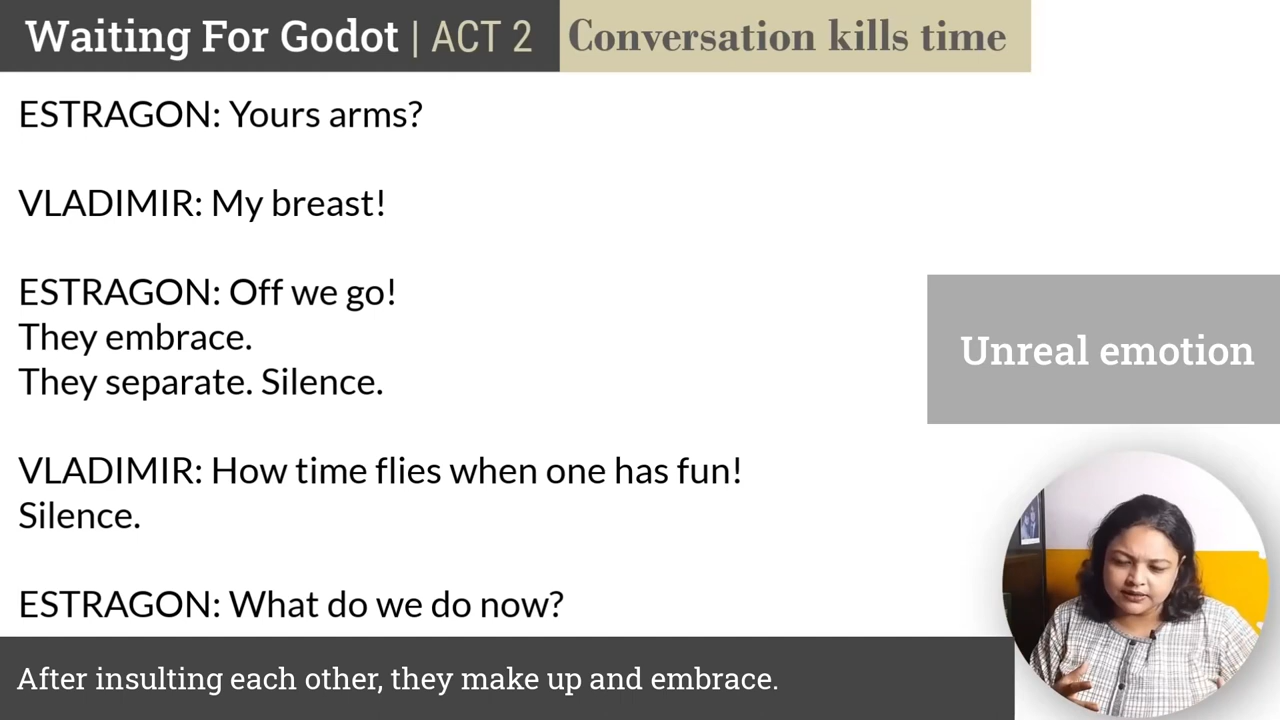 Waiting For Godot | ACT 2 Conversation kills time
ESTRAGON: Yours arms?
VLADIMIR: My breast!
ESTRAGON: Off we go!
They embrace.
They separate. Silence.
Unreal emotion
VLADIMIR: How time flies when one has fun!
Silence.
ESTRAGON: What do we do now?
After insulting each other, they make up and embrace.